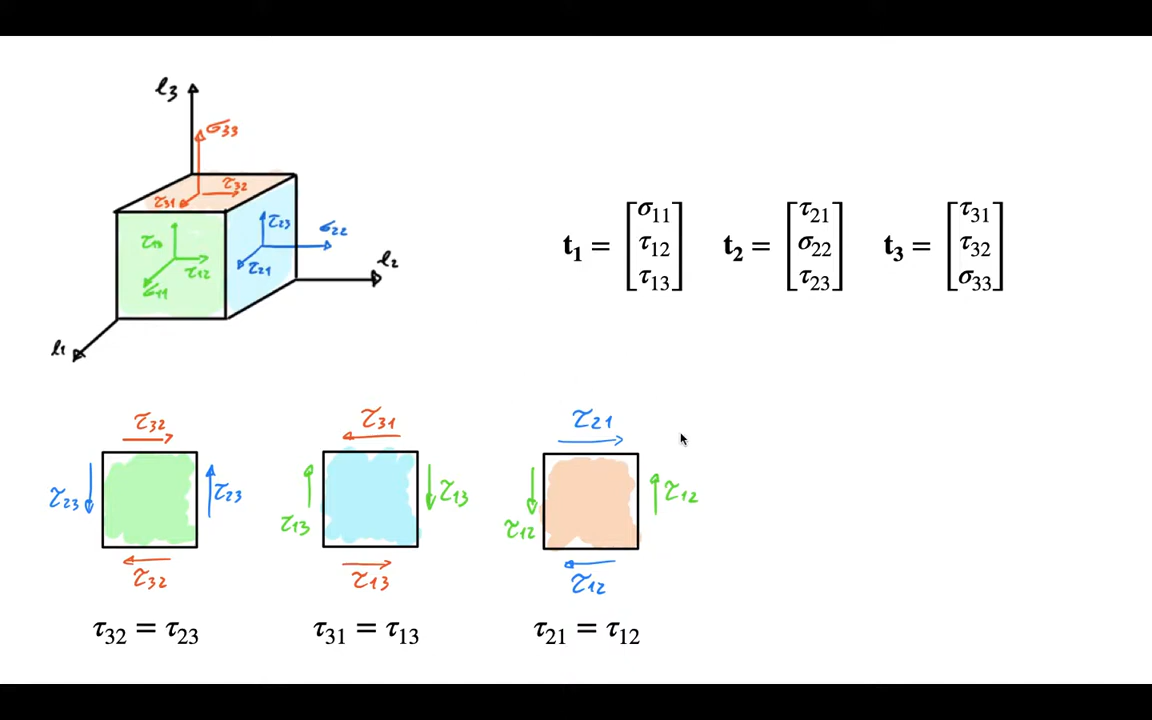 l3
σ33
τ32
τ31
τ23
σ22
τ13
τ12
τ21
l2
σ11
l1
t₁ = [σ₁₁ τ₁₂ τ₁₃] t₂ = [τ₂₁ σ₂₂ τ₂₃] t₃ = [τ₃₁ τ₃₂ σ₃₃]
τ32 τ31 τ21
τ23 τ23 τ13 τ13 τ12 τ12
τ32 τ13 τ12
τ₃₂ = τ₂₃ τ₃₁ = τ₁₃ τ₂₁ = τ₁₂